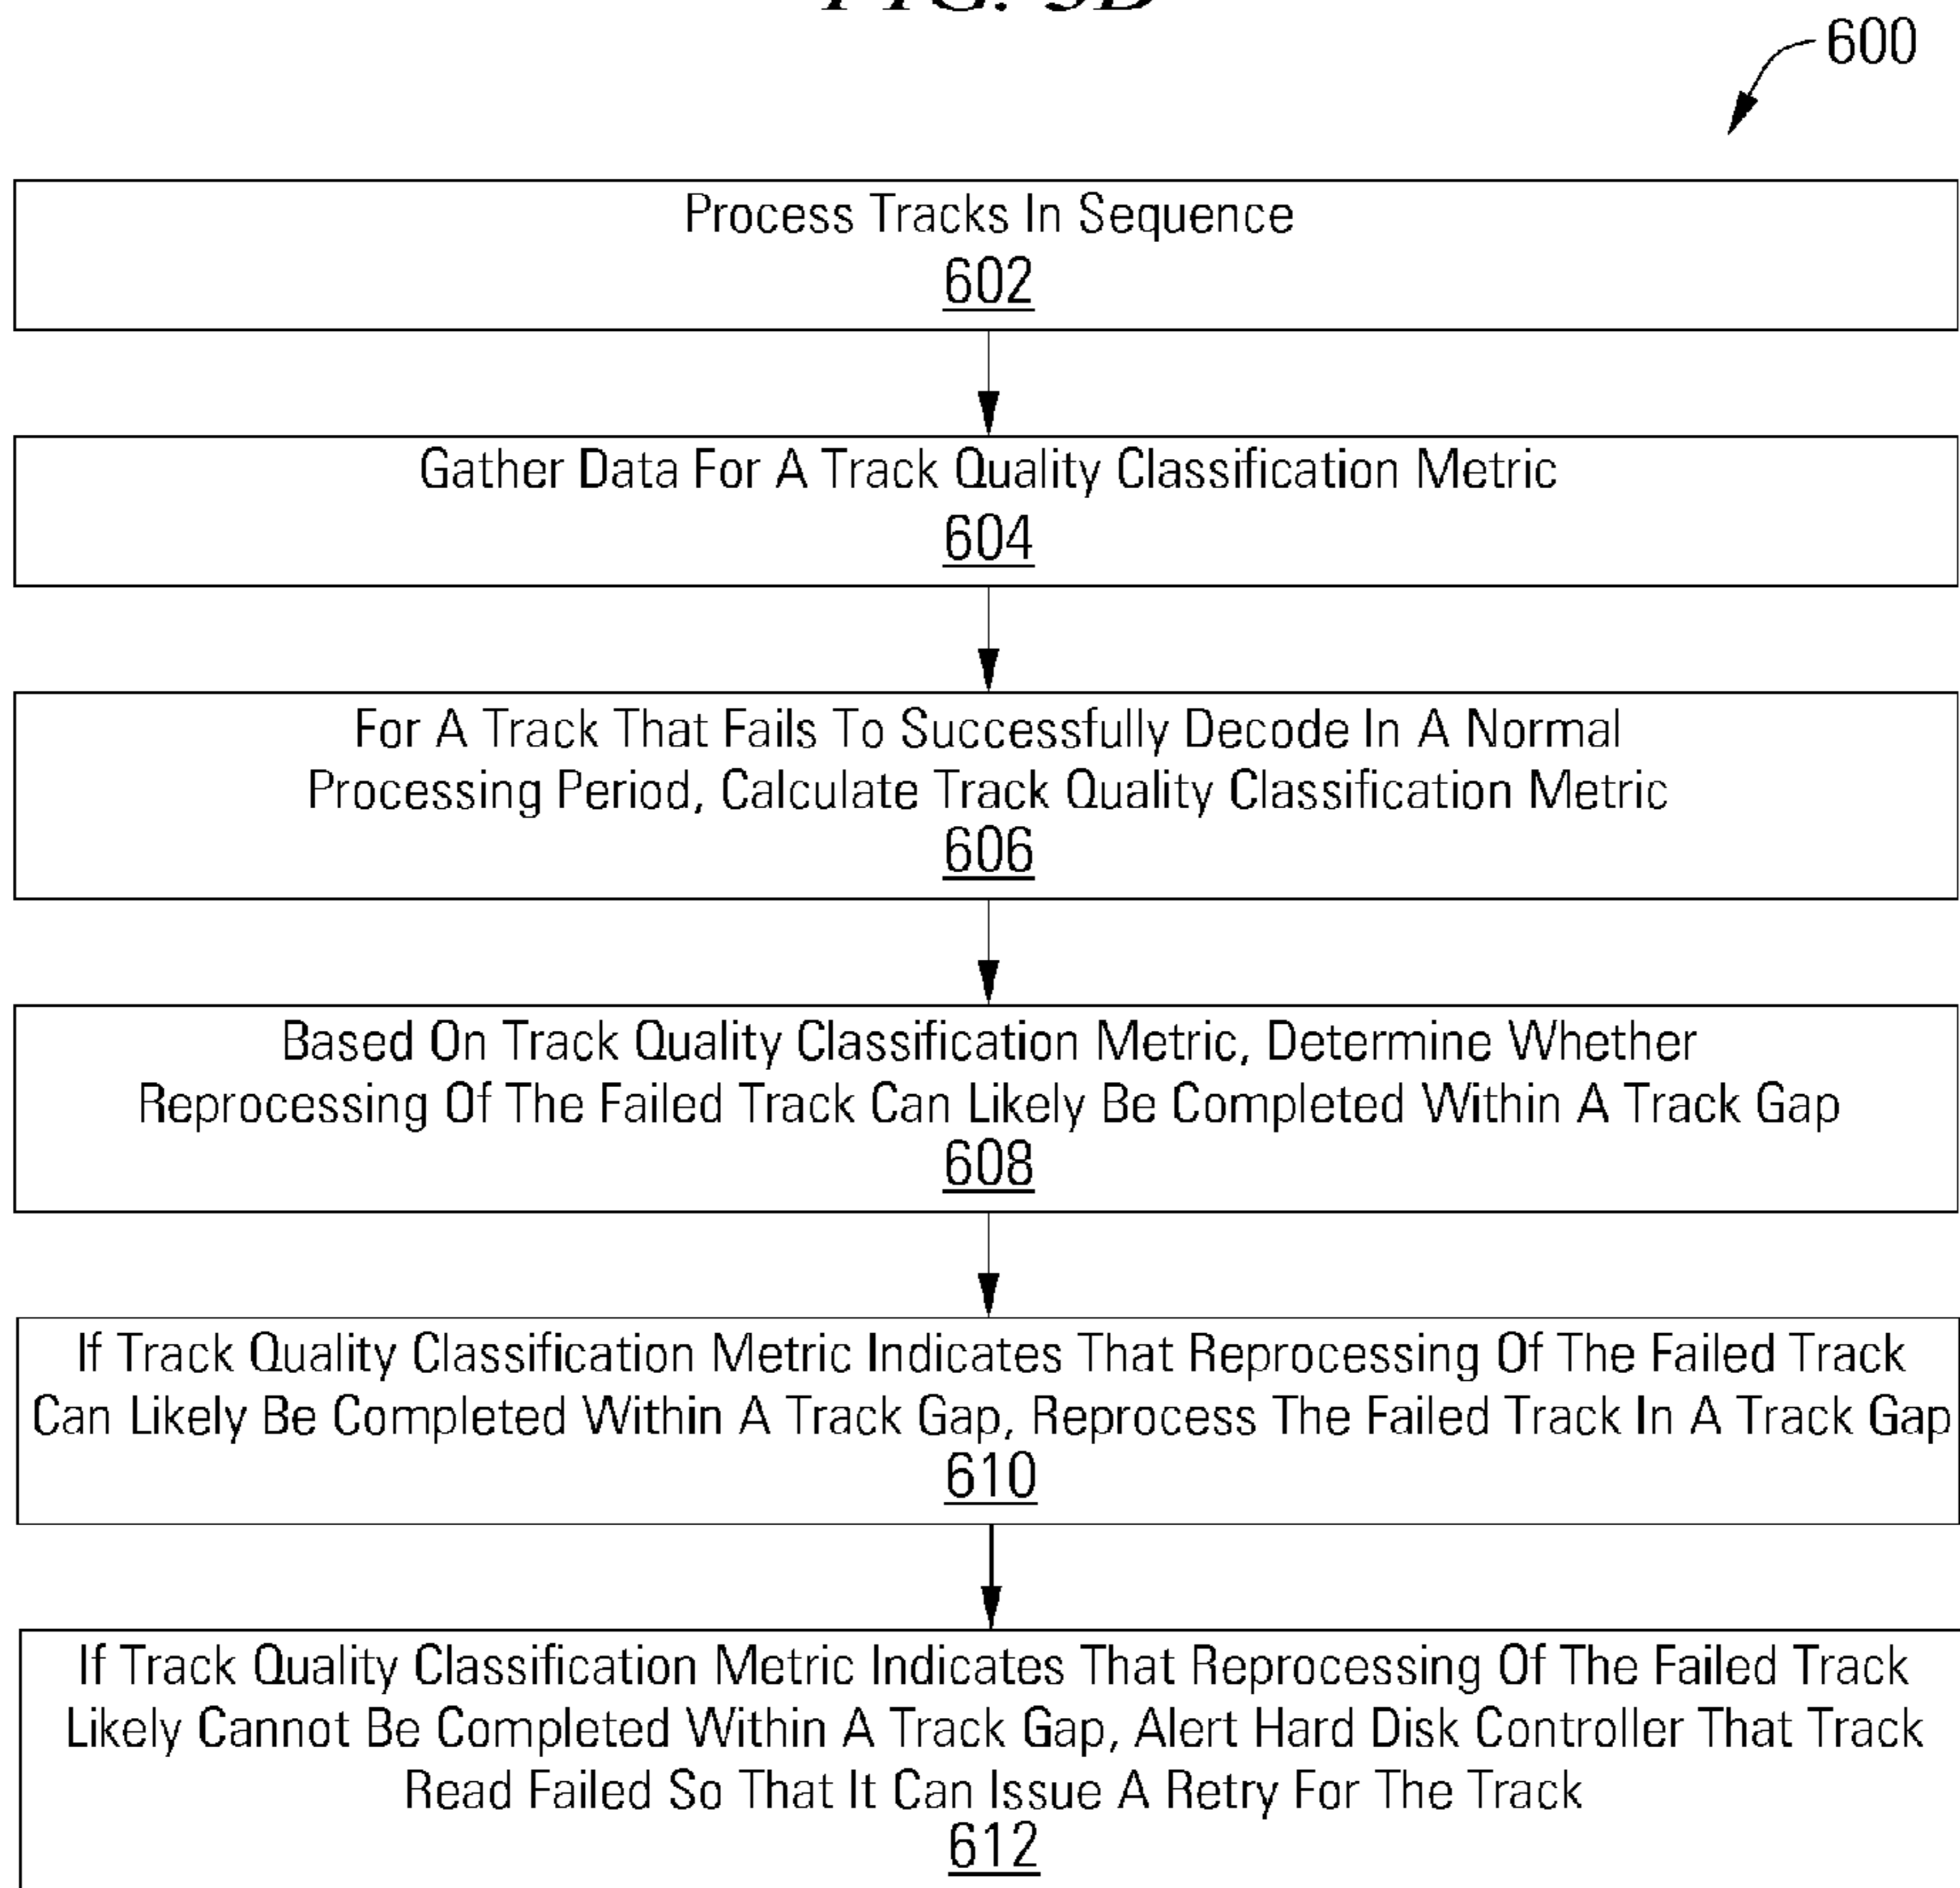 600
Process Tracks In Sequence
602
Gather Data For A Track Quality Classification Metric
604
For A Track That Fails To Successfully Decode In A Normal
Processing Period, Calculate Track Quality Classification Metric
606
Based On Track Quality Classification Metric, Determine Whether
Reprocessing Of The Failed Track Can Likely Be Completed Within A Track Gap
608
If Track Quality Classification Metric Indicates That Reprocessing Of The Failed Track
Can Likely Be Completed Within A Track Gap, Reprocess The Failed Track In A Track Gap
610
If Track Quality Classification Metric Indicates That Reprocessing Of The Failed Track
Likely Cannot Be Completed Within A Track Gap, Alert Hard Disk Controller That Track
Read Failed So That It Can Issue A Retry For The Track
612